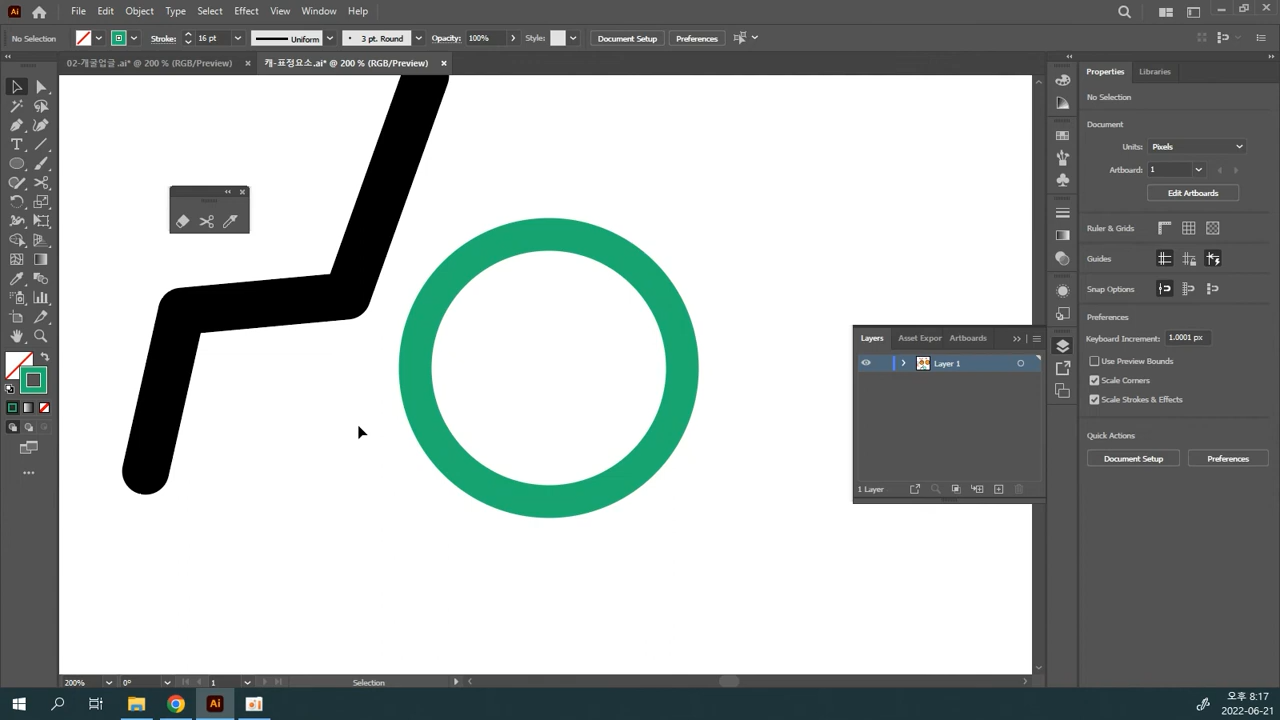 Ai File Edit Object Type Select Effect View Window Help
No Selection Stroke: 16 pt Uniform 3 pt. Round Opacity: 100% Style: Document Setup Preferences
02-개굴업글.ai* @ 200 % (RGB/Preview) 캐-표정요소.ai* @ 200 % (RGB/Preview)
Properties Libraries
No Selection
Document
Units: Pixels
Artboard: 1
Edit Artboards
Ruler & Grids
Guides
Snap Options
Preferences
Keyboard Increment: 1.0001 px
Use Preview Bounds
Scale Corners
Scale Strokes & Effects
Quick Actions
Document Setup Preferences
Layers Asset Expor Artboards
Layer 1
1 Layer
200% 0° 1 Selection
Ai
오후 8:17
2022-06-21